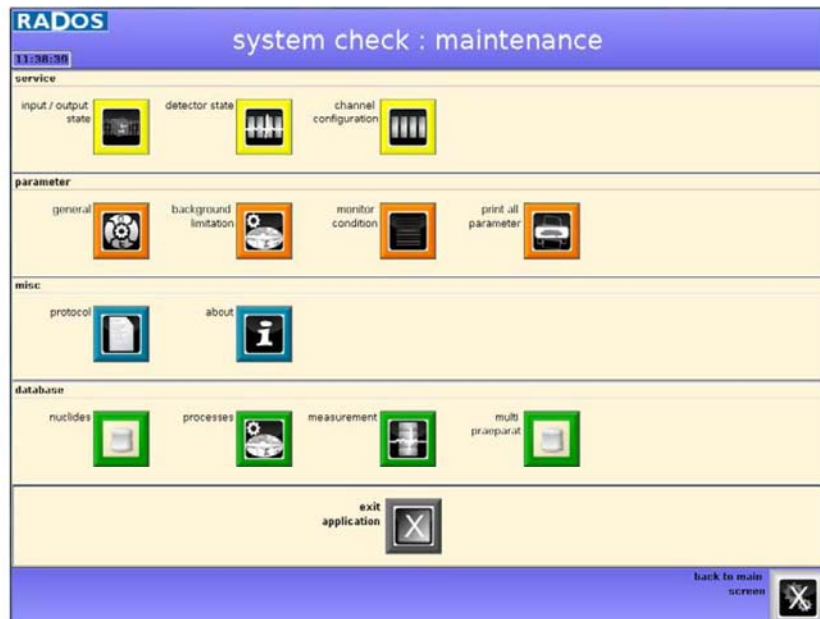 RADOS
system check : maintenance
11:38:39
service
input / output
state
detector state
channel
configuration
parameter
general
background
limitation
monitor
condition
print all
parameter
misc
protocol
about
database
nuclides
processes
measurement
multi
praeparat
exit
application
back to main
screen